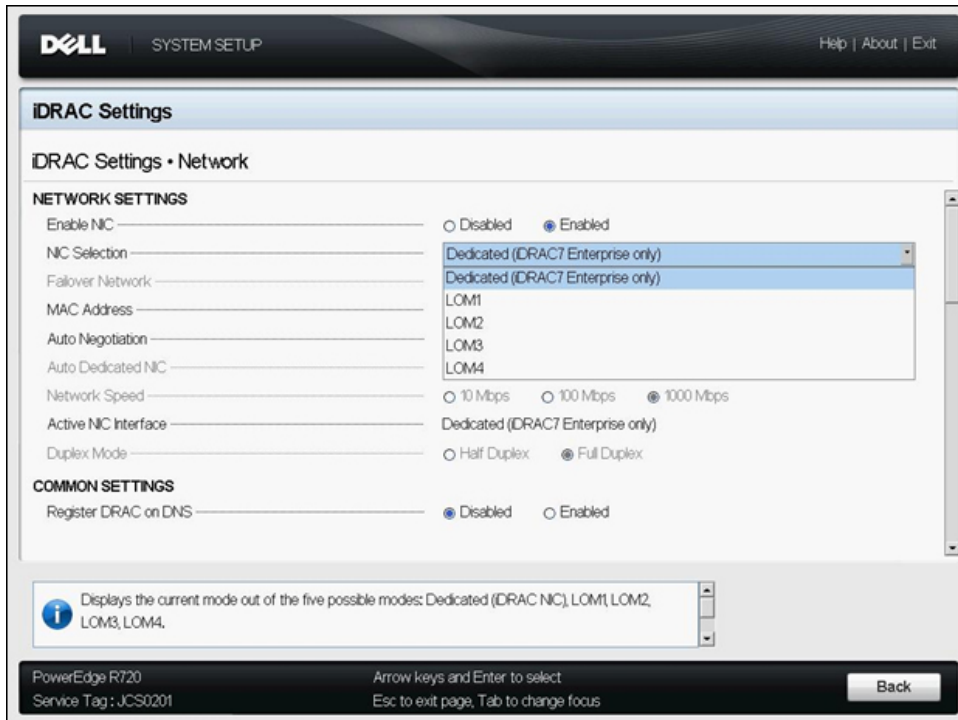 DELL
SYSTEM SETUP
Help | About | Exit
iDRAC Settings
iDRAC Settings • Network
NETWORK SETTINGS
Enable NIC
Disabled Enabled
NIC Selection
Dedicated (iDRAC7 Enterprise only)
Failover Network
Dedicated (iDRAC7 Enterprise only)
MAC Address
LOM1
LOM2
Auto Negotiation
LOM3
Auto Dedicated NIC
LOM4
Network Speed
10 Mbps 100 Mbps 1000 Mbps
Active NIC Interface
Dedicated (iDRAC7 Enterprise only)
Duplex Mode
Half Duplex Full Duplex
COMMON SETTINGS
Register DRAC on DNS
Disabled Enabled
i
Displays the current mode out of the five possible modes: Dedicated (iDRAC NIC), LOM1, LOM2,
LOM3, LOM4.
PowerEdge R720
Service Tag : JCS0201
Arrow keys and Enter to select
Esc to exit page, Tab to change focus
Back